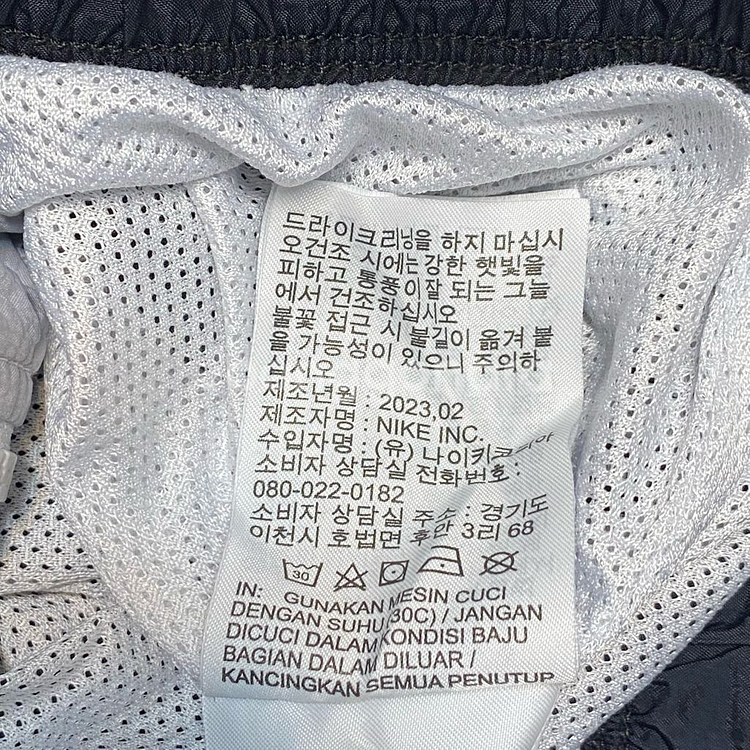 드라이크리닝을 하지 마십시
오건조 시에는강한 햇빛을
피하고 통풍이잘 되는 그늘
에서 건조하십시오
불꽃 접근 시 불길이 옮겨 붙
을 가능성이 있으니 주의하
십시오
제조년월 : 2023,02
제조자명 : NIKE INC.
수입자명 : (유) 나이키코리아
소비자 상담실 전화번호 :
080-022-0182
소비자 상담실 주소 : 경기도
이천시 호법면 후안 3리 68
30
IN: GUNAKAN MESIN CUCI
DENGAN SUHU (30C) / JANGAN
DICUCI DALAM KONDISI BAJU
BAGIAN DALAM DILUAR /
KANCINGKAN SEMUA PENUTUP